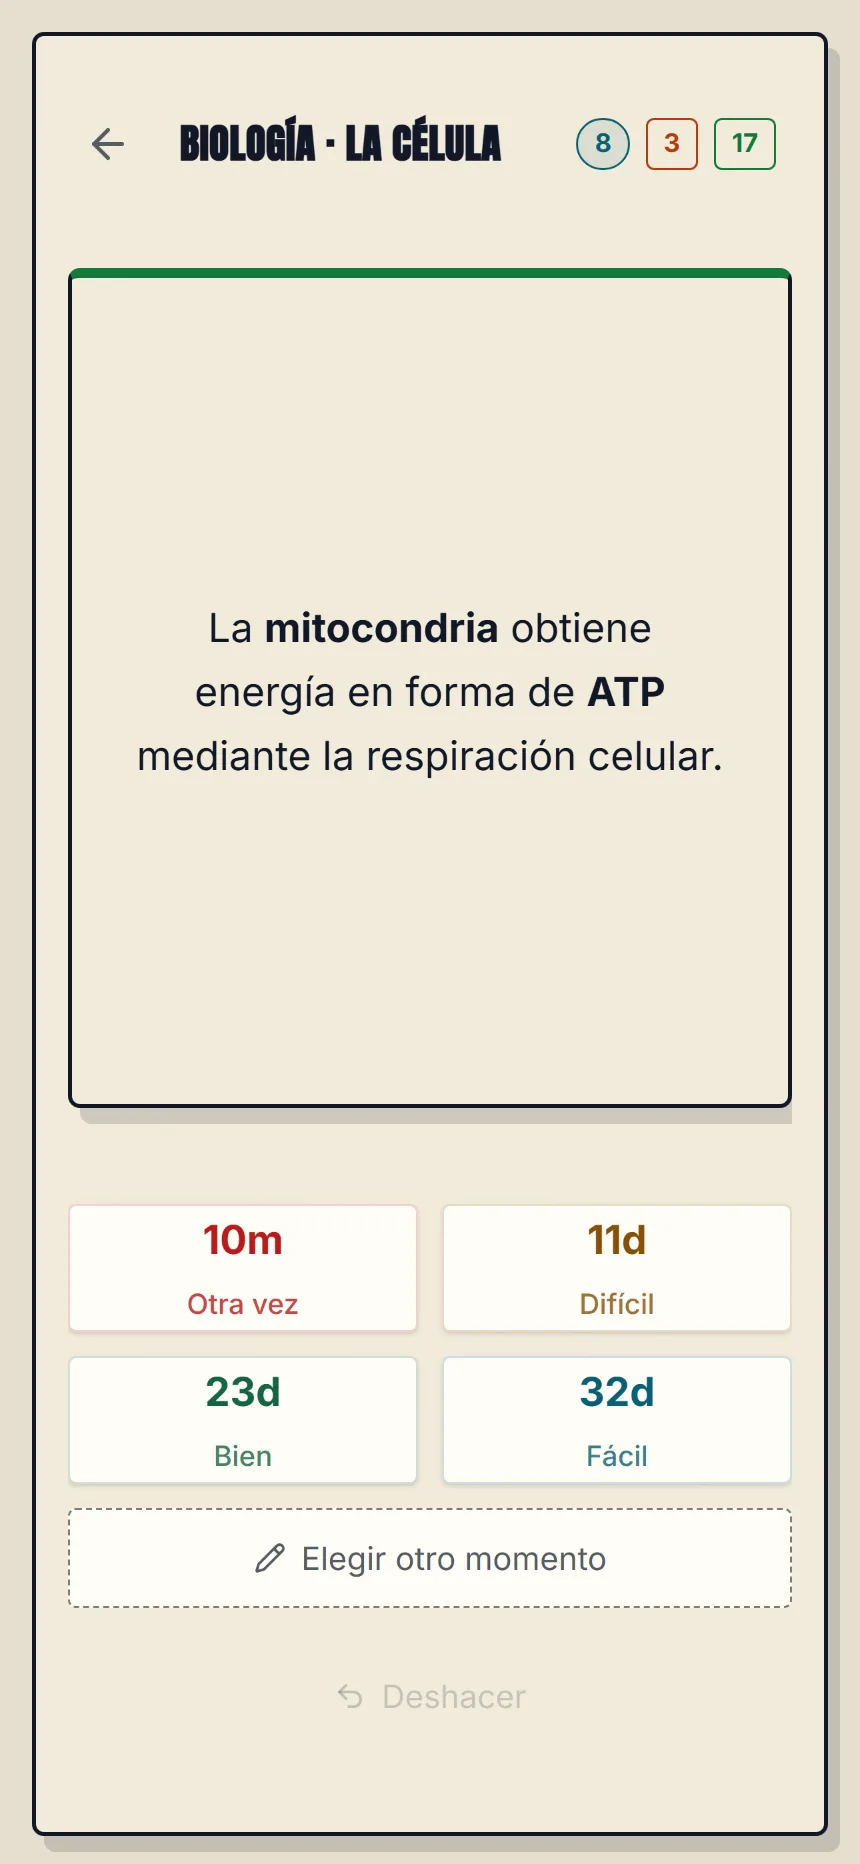 BIOLOGÍA · LA CÉLULA
8 3 17
La mitocondria obtiene
energía en forma de ATP
mediante la respiración celular.
10m
Otra vez
11d
Difícil
23d
Bien
32d
Fácil
Elegir otro momento
Deshacer